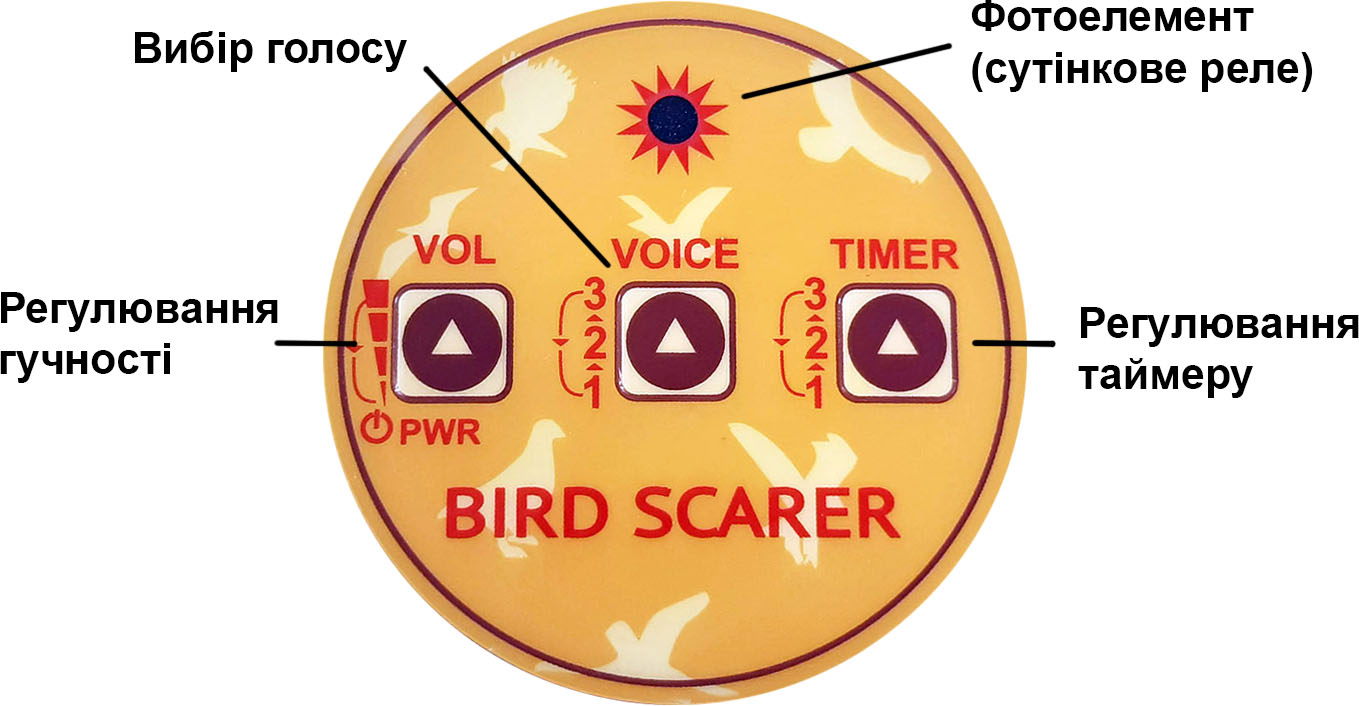 Вибір голосу
Фотоелемент
(сутінкове реле)
Регулювання
гучності
VOL
PWR
VOICE
3
2
1
TIMER
3
2
1
Регулювання
таймеру
BIRD SCARER